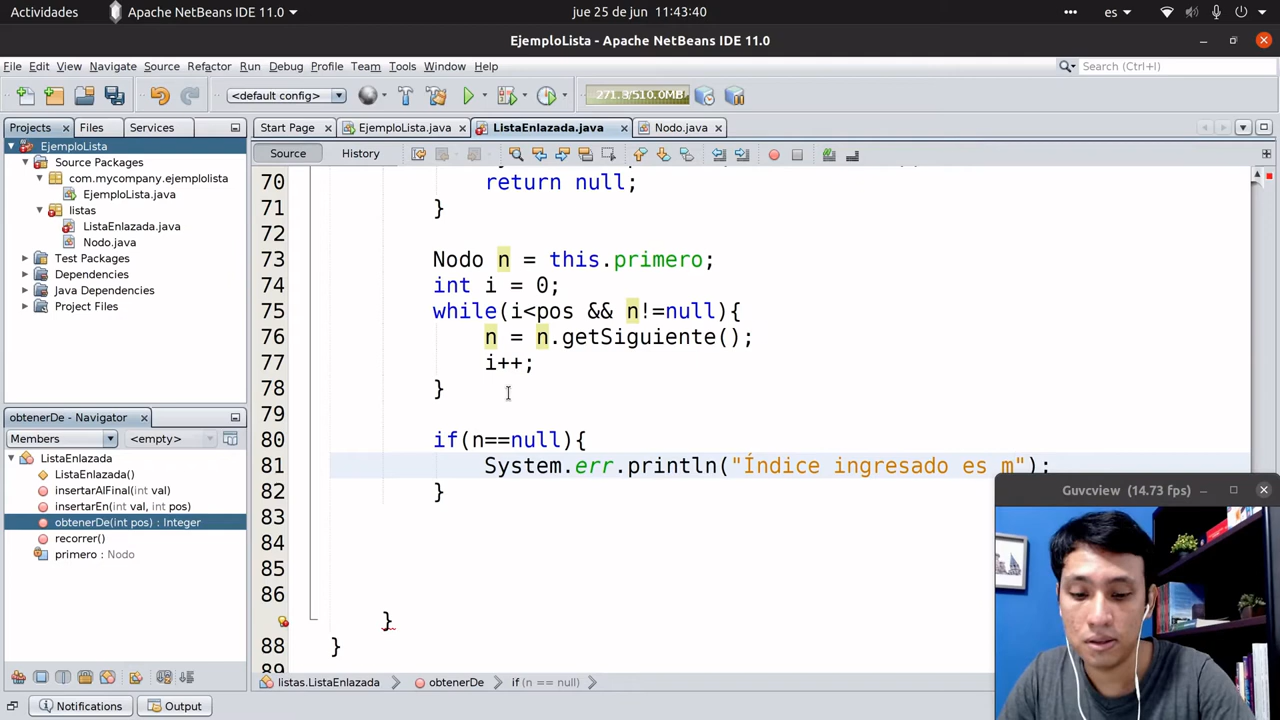 Actividades
Apache NetBeans IDE 11.0
jue 25 de jun 11:43:40
es
EjemploLista - Apache NetBeans IDE 11.0
File Edit View Navigate Source Refactor Run Debug Profile Team Tools Window Help
Search (Ctrl+I)
<default config>
271.3/510.0MB
Projects Files Services
Start Page EjemploLista.java ListaEnlazada.java Nodo.java
EjemploLista
Source Packages
com.mycompany.ejemplolista
EjemploLista.java
listas
ListaEnlazada.java
Nodo.java
Test Packages
Dependencies
Java Dependencies
Project Files
Source History
70 return null;
71 }
72
73 Nodo n = this.primero;
74 int i = 0;
75 while(i<pos && n!=null){
76 n = n.getSiguiente();
77 i++;
78 }
79
80 if(n==null){
81 System.err.println("Índice ingresado es m");
82 }
83
84
85
86
}
88 }
89
obtenerDe - Navigator
Members <empty>
ListaEnlazada
ListaEnlazada()
insertarAlFinal(int val)
insertarEn(int val, int pos)
obtenerDe(int pos) : Integer
recorrer()
primero : Nodo
Guvcview (14.73 fps)
listas.ListaEnlazada obtenerDe if (n == null)
Notifications Output